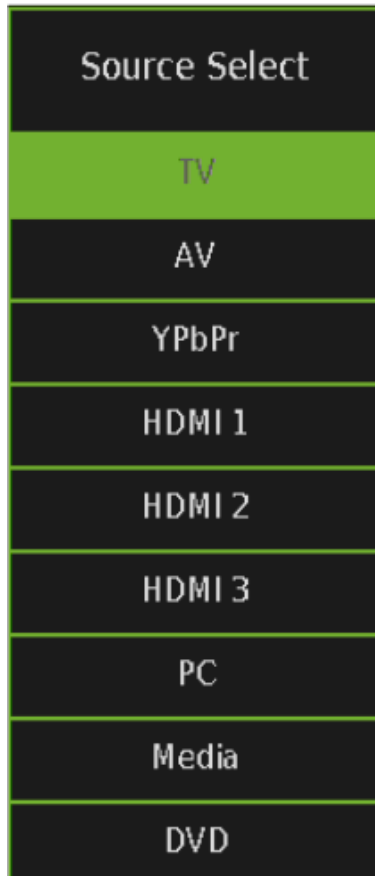 Source Select
TV
AV
YPbPr
HDMI 1
HDMI 2
HDMI 3
PC
Media
DVD